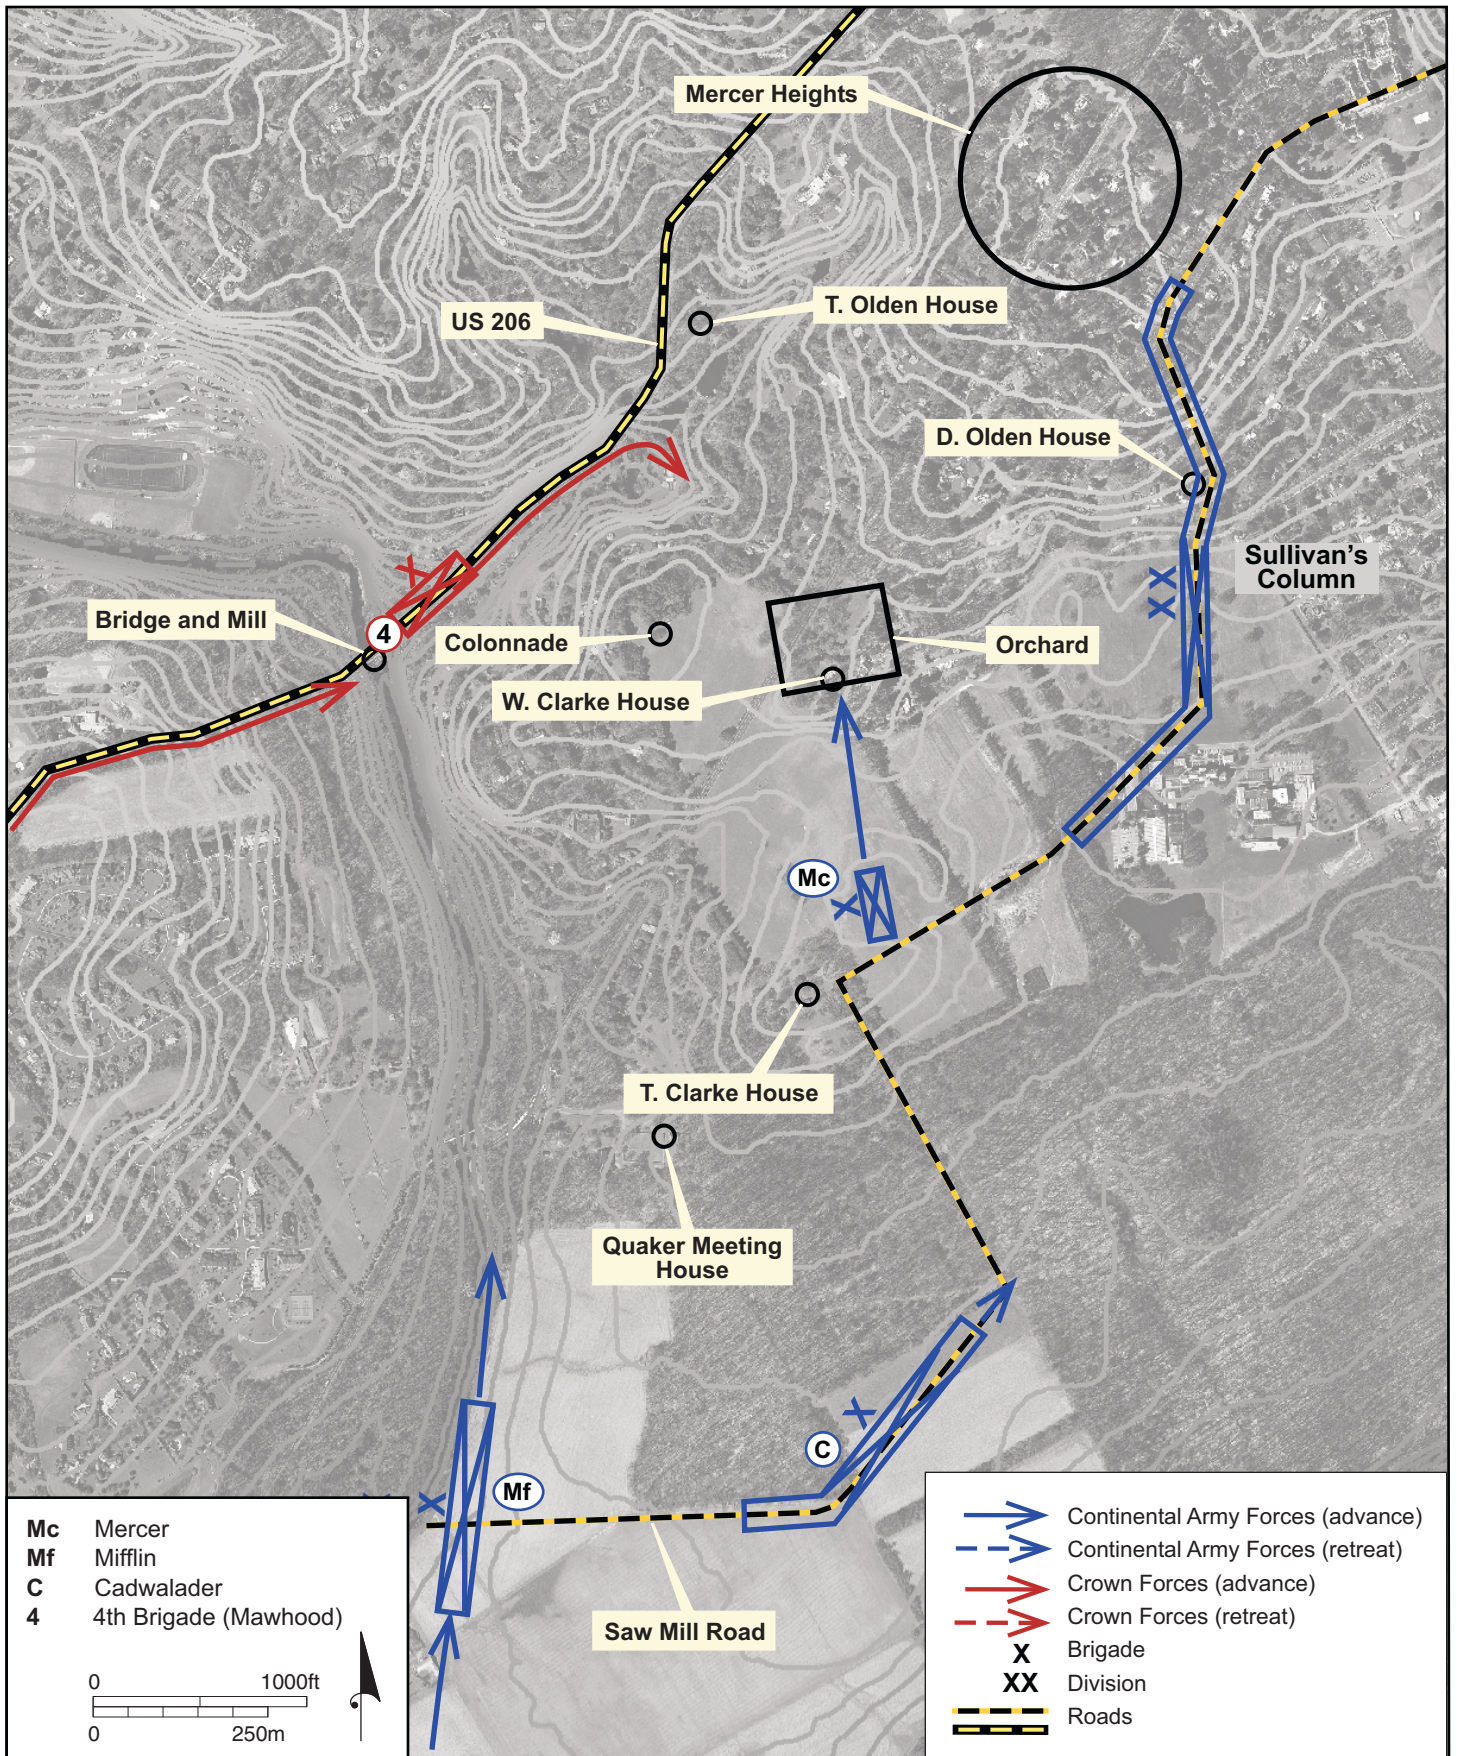 Mercer Heights
T. Olden House
US 206
D. Olden House
Sullivan's
Column
XX
X
Bridge and Mill
4
Colonnade
Orchard
W. Clarke House
Mc
X
T. Clarke House
Quaker Meeting
House
X
C
X
Mf
Saw Mill Road
Mc Mercer
Mf Mifflin
C Cadwalader
4 4th Brigade (Mawhood)
0 1000ft
0 250m
Continental Army Forces (advance)
Continental Army Forces (retreat)
Crown Forces (advance)
Crown Forces (retreat)
X Brigade
XX Division
Roads